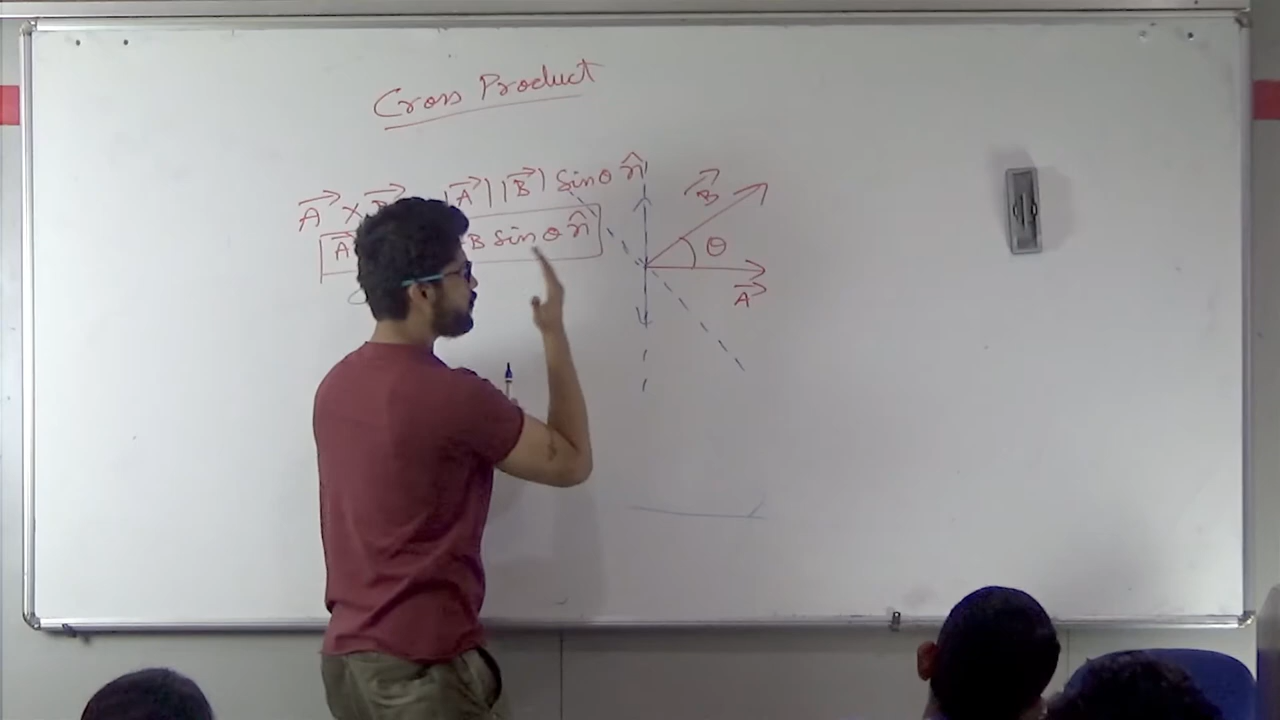 Cross Product
A⃗ × B⃗ |A⃗| |B⃗| Sinθ n̂
A⃗ B Sinθ n̂
B⃗
θ
A⃗